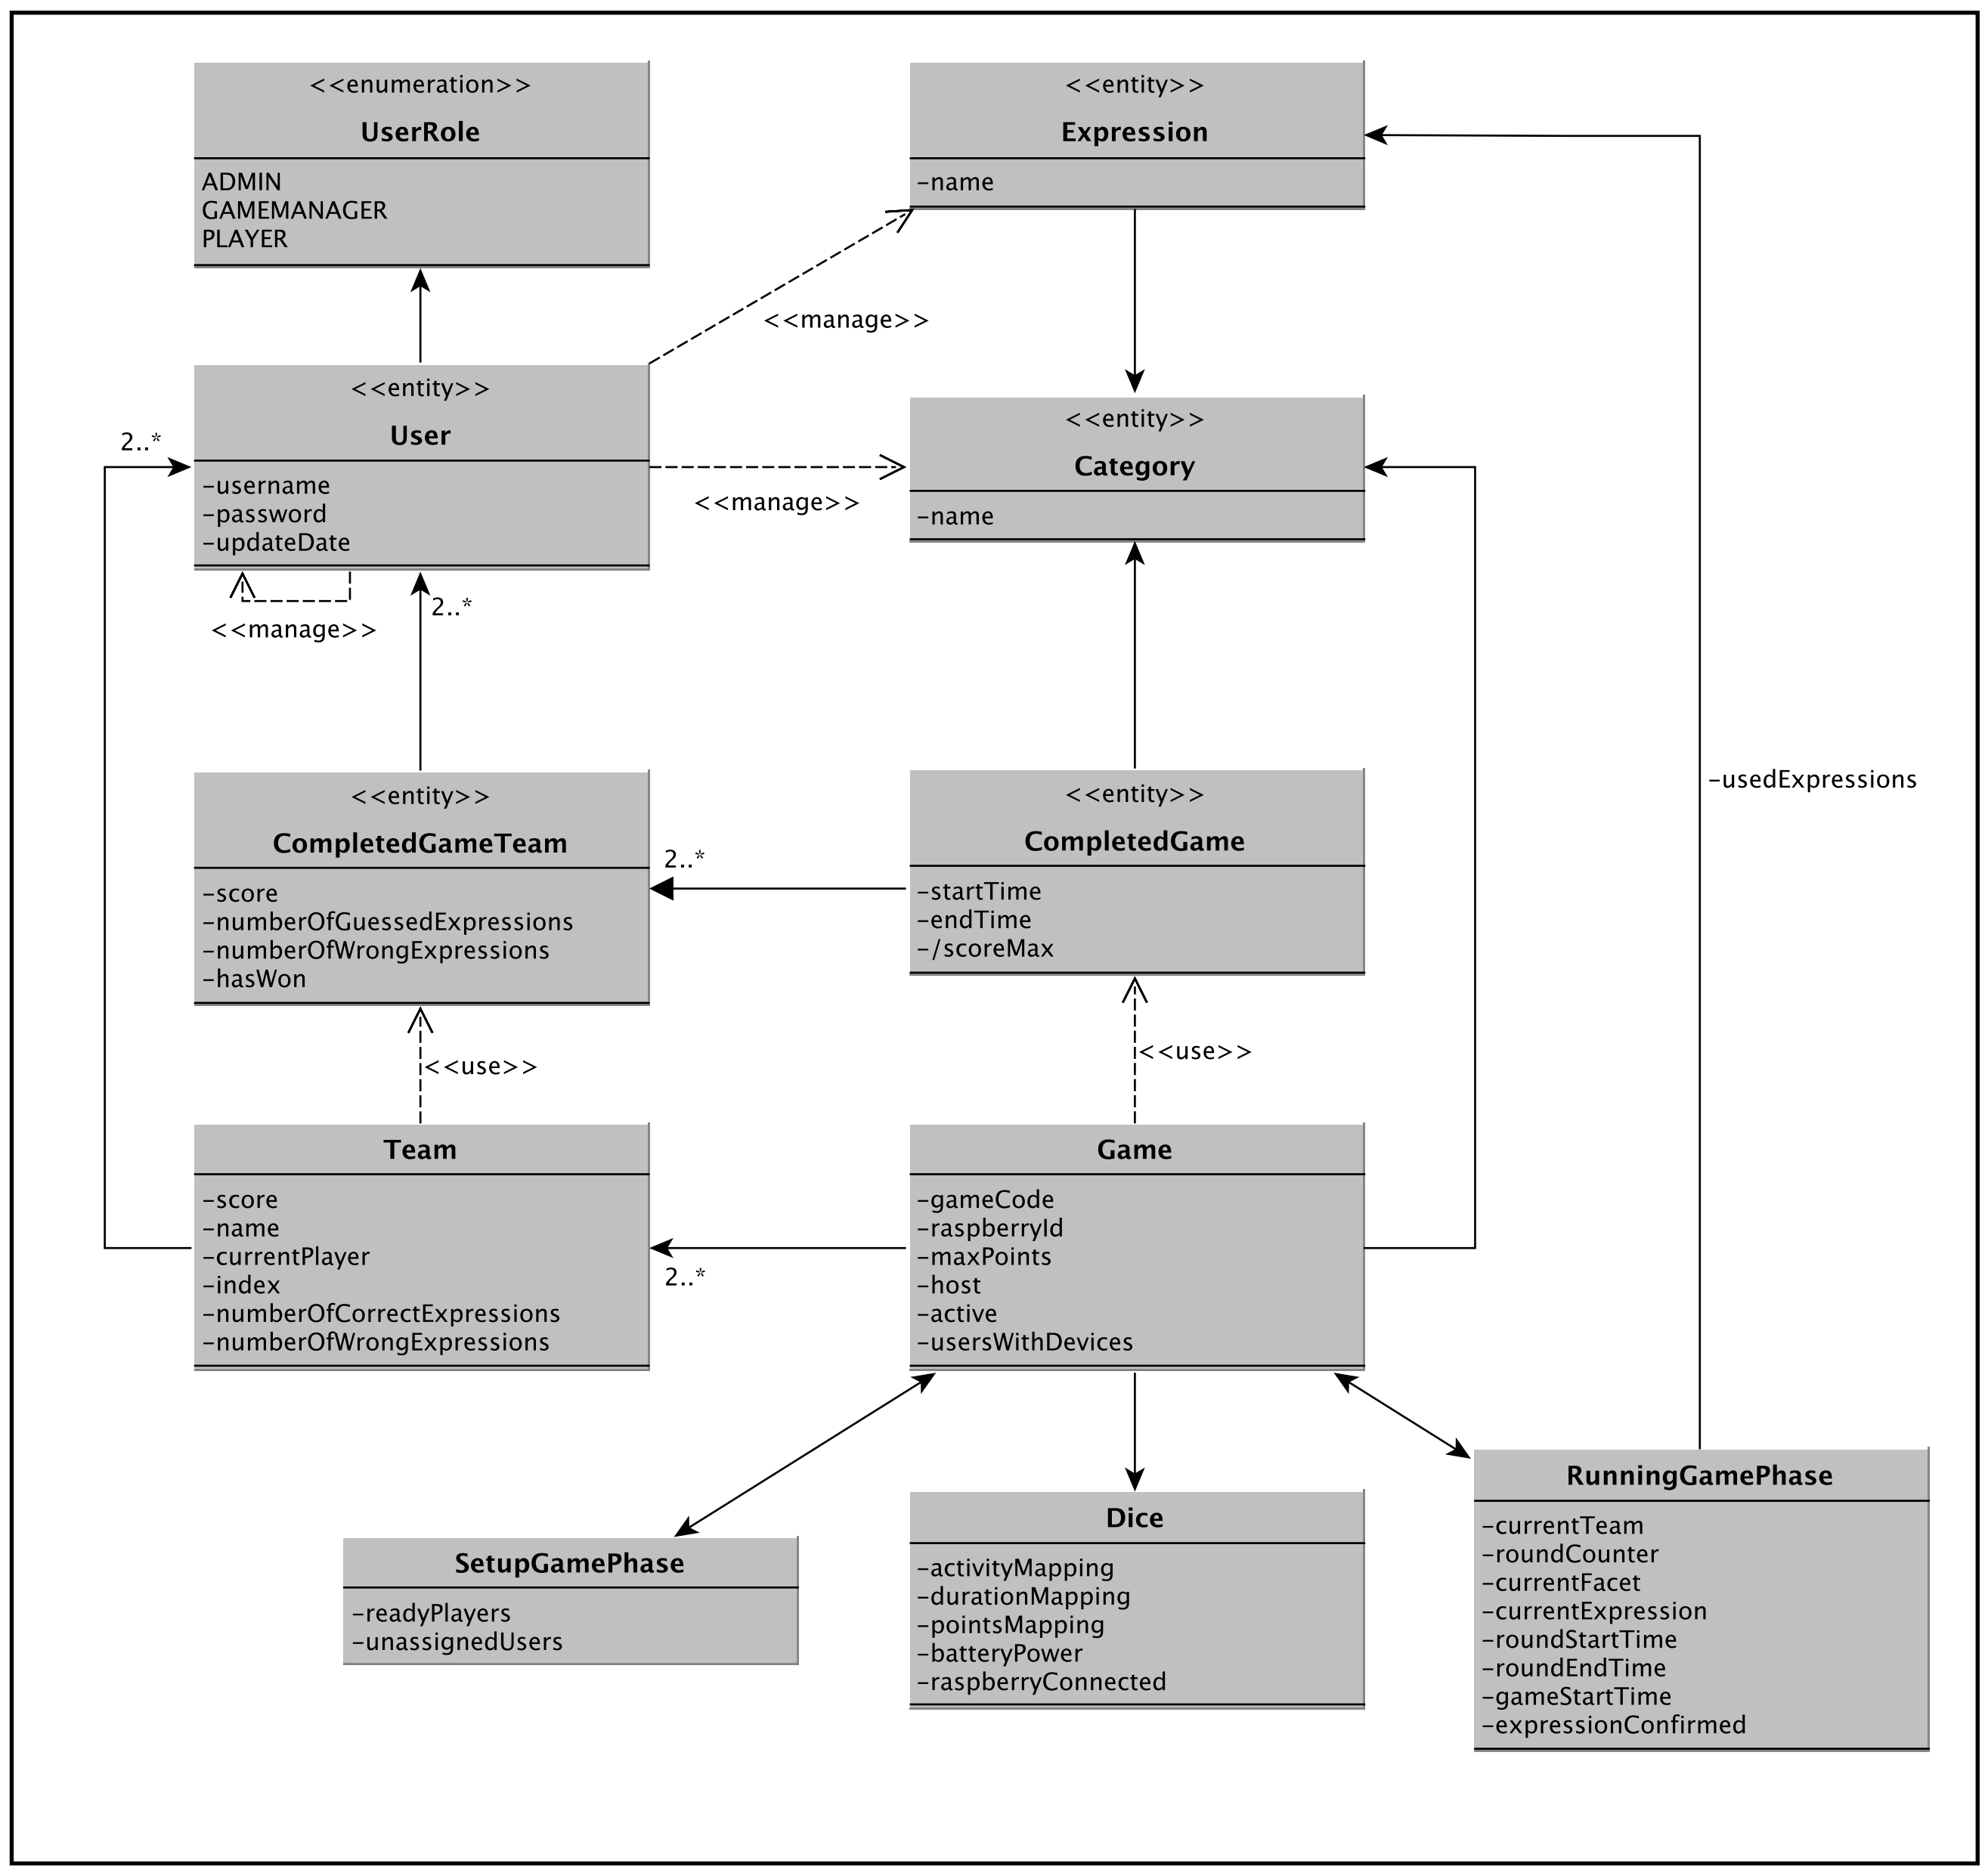 <<enumeration>>
UserRole
ADMIN
GAMEMANAGER
PLAYER
<<entity>>
Expression
-name
<<manage>>
<<entity>>
User
-username
-password
-updateDate
2..*
<<manage>>
<<manage>>
2..*
<<entity>>
Category
-name
-usedExpressions
<<entity>>
CompletedGameTeam
-score
-numberOfGuessedExpressions
-numberOfWrongExpressions
-hasWon
2..*
<<entity>>
CompletedGame
-startTime
-endTime
-/scoreMax
<<use>>
<<use>>
Team
-score
-name
-currentPlayer
-index
-numberOfCorrectExpressions
-numberOfWrongExpressions
2..*
Game
-gameCode
-raspberryId
-maxPoints
-host
-active
-usersWithDevices
SetupGamePhase
-readyPlayers
-unassignedUsers
Dice
-activityMapping
-durationMapping
-pointsMapping
-batteryPower
-raspberryConnected
RunningGamePhase
-currentTeam
-roundCounter
-currentFacet
-currentExpression
-roundStartTime
-roundEndTime
-gameStartTime
-expressionConfirmed